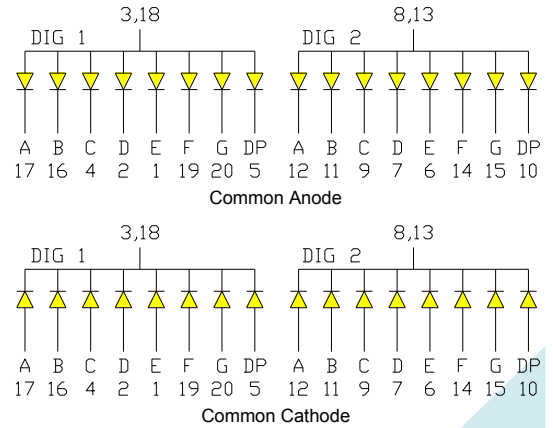 3,18 8,13
DIG 1 DIG 2
A B C D E F G DP A B C D E F G DP
17 16 4 2 1 19 20 5 12 11 9 7 6 14 15 10
Common Anode
3,18 8,13
DIG 1 DIG 2
A B C D E F G DP A B C D E F G DP
17 16 4 2 1 19 20 5 12 11 9 7 6 14 15 10
Common Cathode